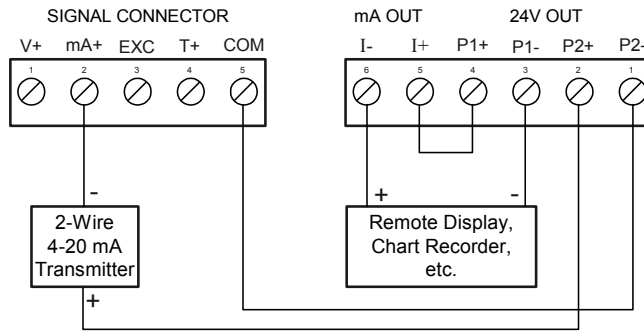 SIGNAL CONNECTOR
mA OUT 24V OUT
V+ mA+ EXC T+ COM
I- I+ P1+ P1- P2+ P2-
1 2 3 4 5
6 5 4 3 2 1
-
+ -
2-Wire
4-20 mA
Transmitter
Remote Display,
Chart Recorder,
etc.
+